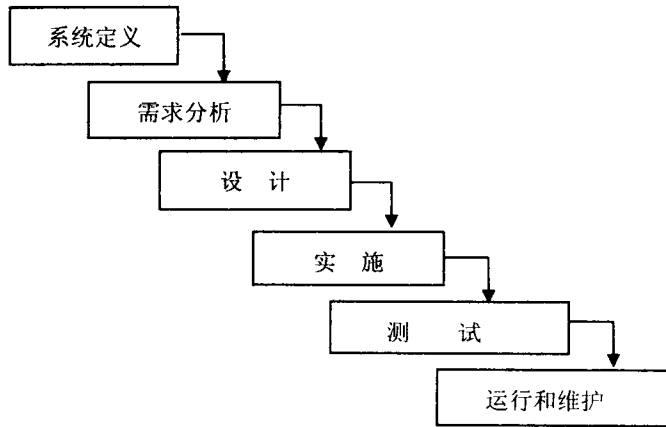 系统定义
需求分析
设 计
实 施
测 试
运行和维护